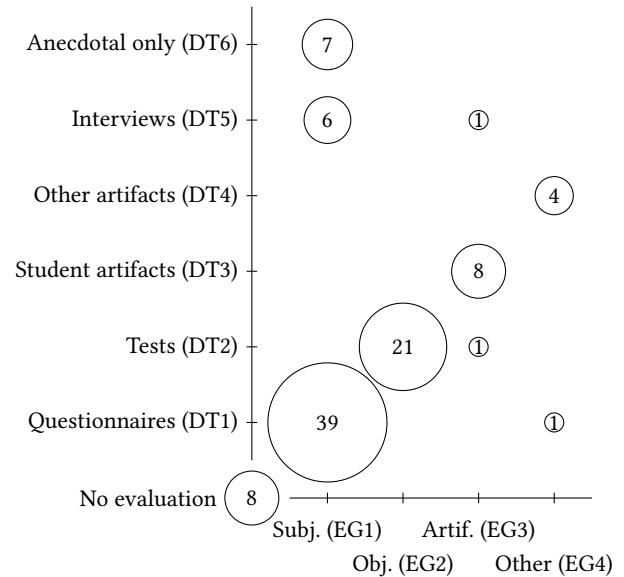 Anecdotal only (DT6) 7
Interviews (DT5) 6 1
Other artifacts (DT4) 4
Student artifacts (DT3) 8
Tests (DT2) 21 1
Questionnaires (DT1) 39 1
No evaluation 8
Subj. (EG1) Artif. (EG3)
Obj. (EG2) Other (EG4)